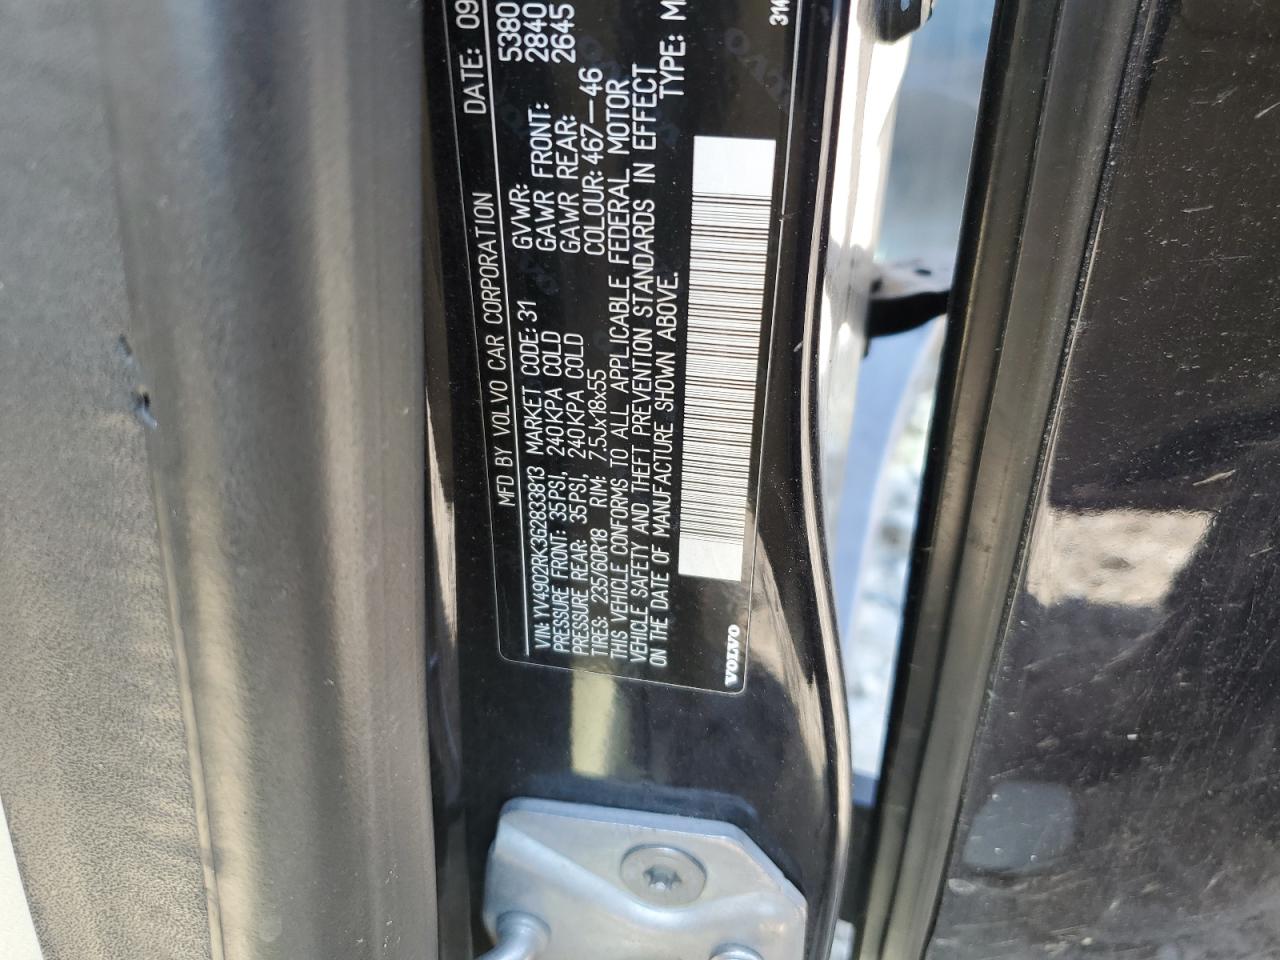 MFD BY VOLVO CAR CORPORATION DATE: 09
VIN: YV4902RK3G2833813 MARKET CODE: 31 GVWR: 5380
PRESSURE FRONT: 35PSI, 240KPA COLD GAWR FRONT: 2840
PRESSURE REAR: 35PSI, 240KPA COLD GAWR REAR: 2645
TIRES: 235/60R18 RIM: 7.5Jx18x55 COLOUR: 467—46
THIS VEHICLE CONFORMS TO ALL APPLICABLE FEDERAL MOTOR
VEHICLE SAFETY AND THEFT PREVENTION STANDARDS IN EFFECT
ON THE DATE OF MANUFACTURE SHOWN ABOVE. TYPE: M
VOLVO 314